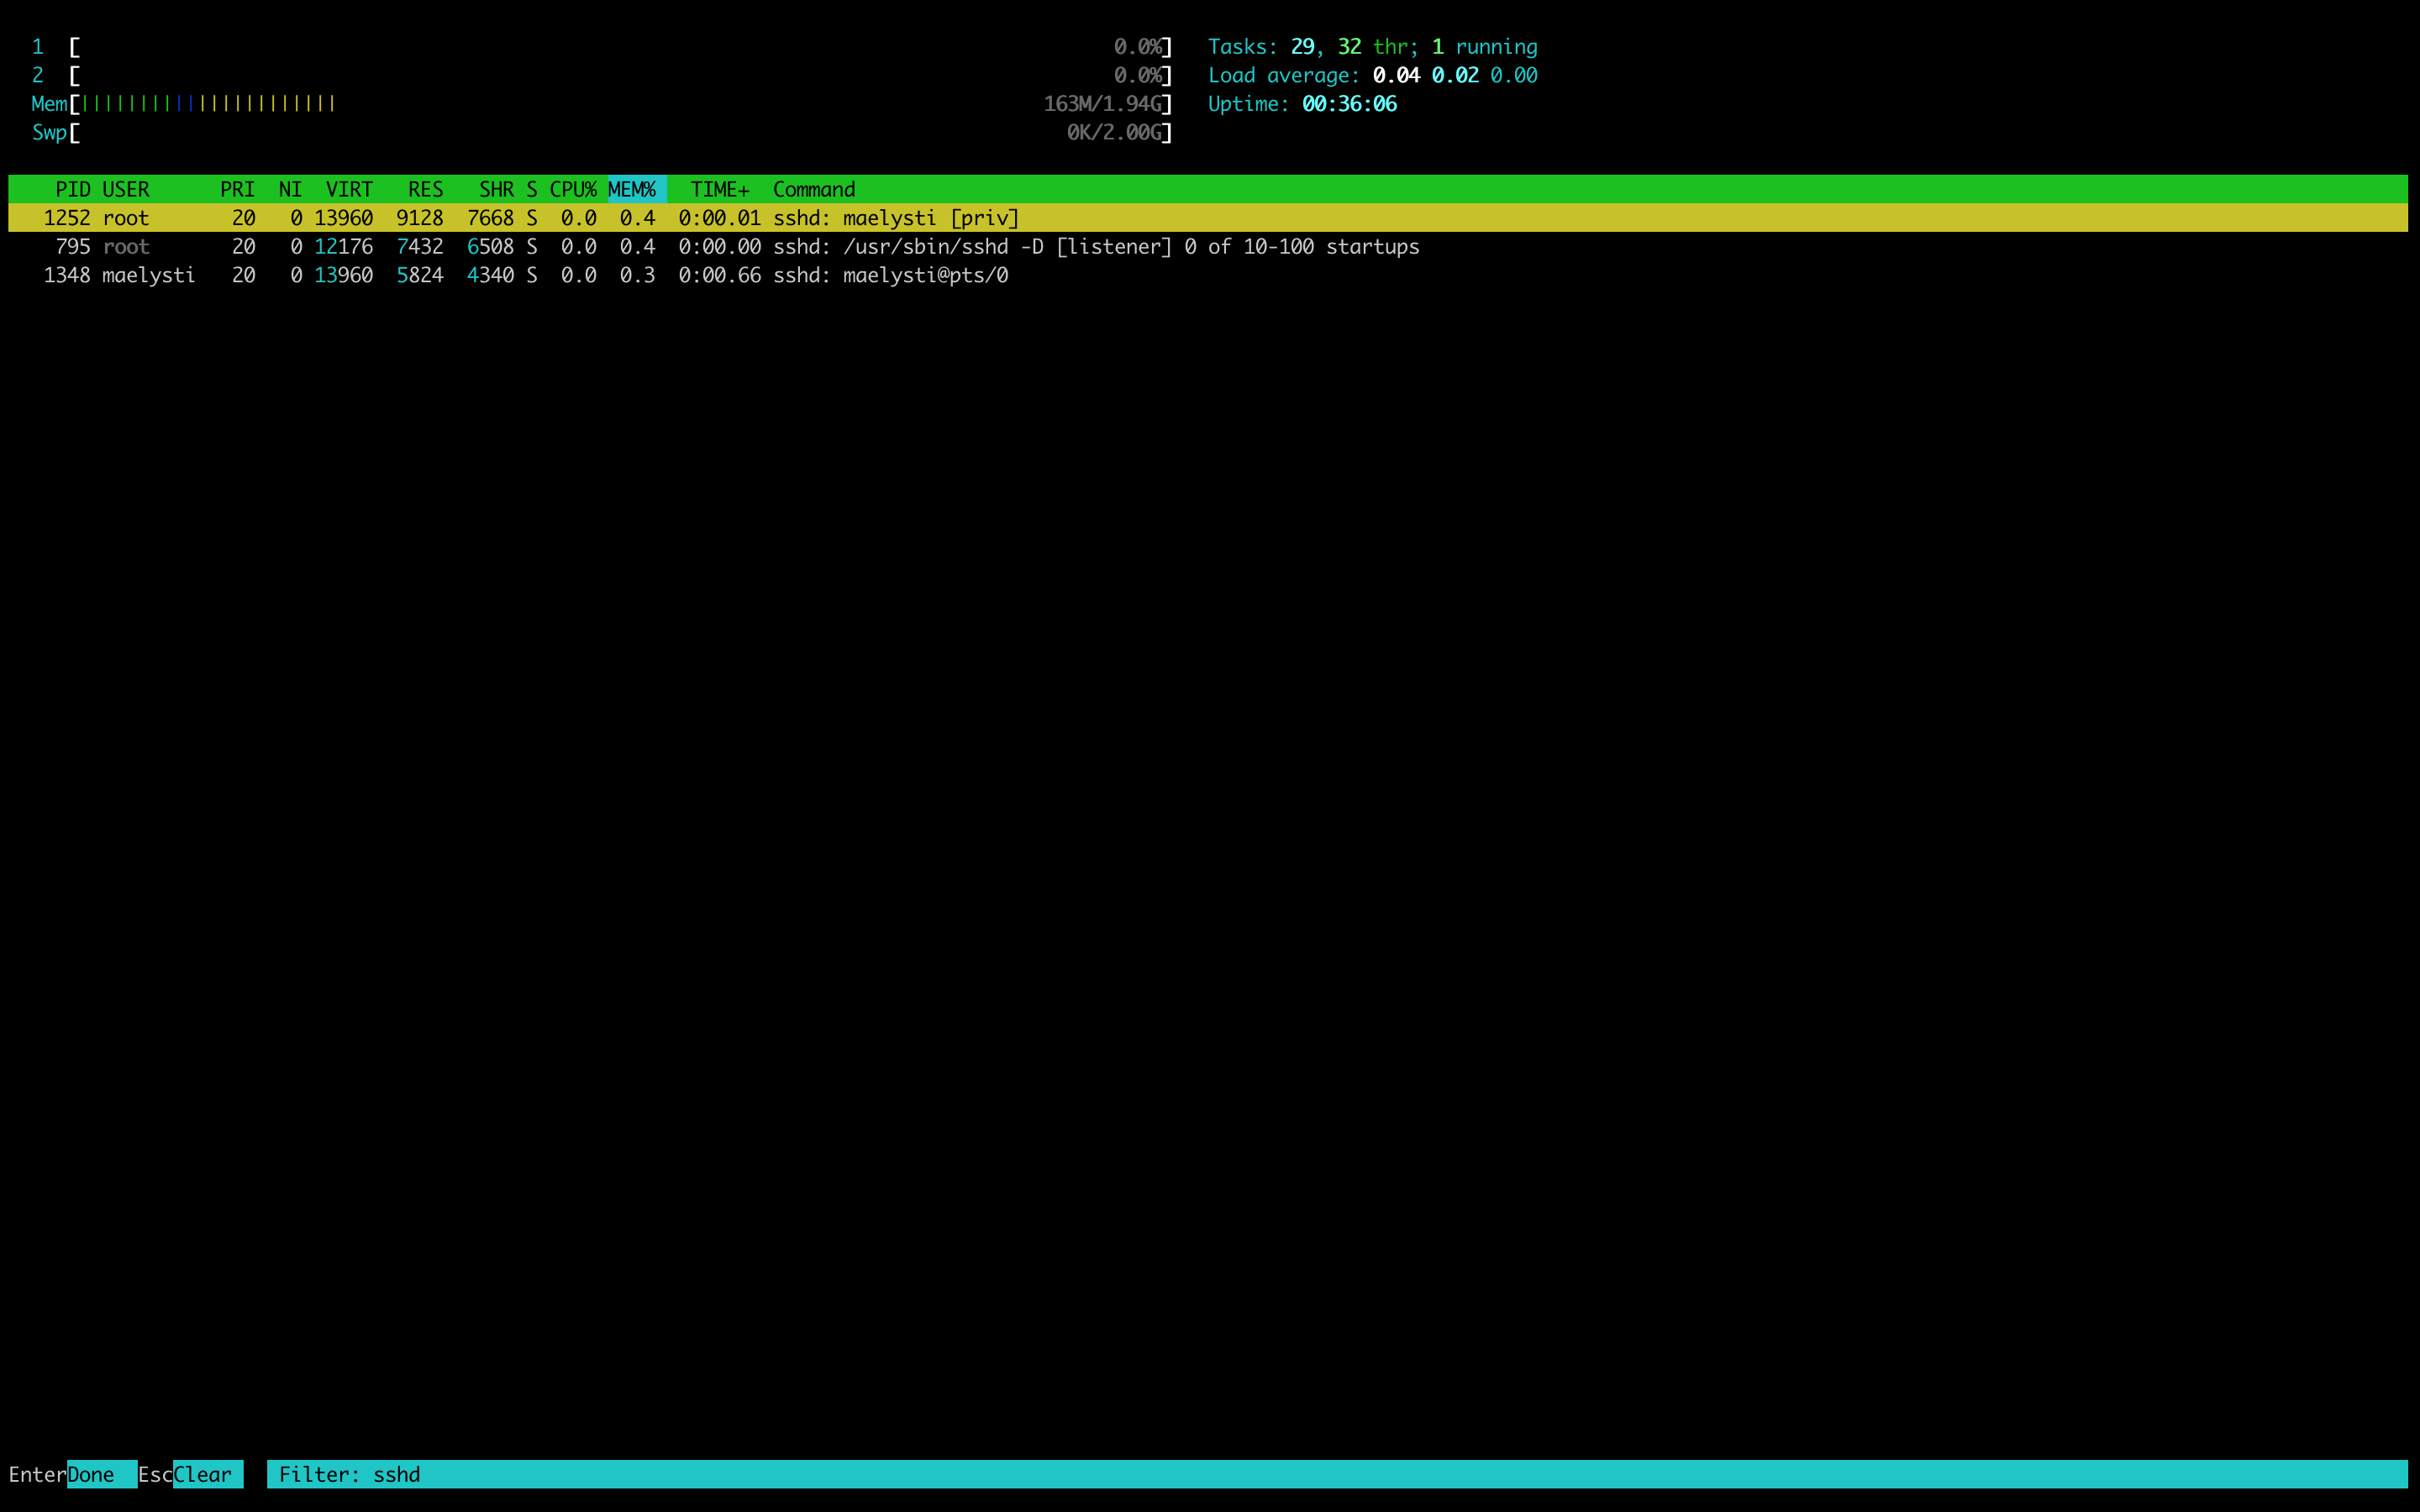 1  [                                                                                        0.0%]   Tasks: 29, 32 thr; 1 running
2  [                                                                                        0.0%]   Load average: 0.04 0.02 0.00
Mem[||||||||||||||||||||||                                                            163M/1.94G]   Uptime: 00:36:06
Swp[                                                                                    0K/2.00G]
PID USER      PRI  NI  VIRT   RES   SHR S CPU% MEM%   TIME+  Command
1252 root       20   0 13960  9128  7668 S  0.0  0.4  0:00.01 sshd: maelysti [priv]
795 root       20   0 12176  7432  6508 S  0.0  0.4  0:00.00 sshd: /usr/sbin/sshd -D [listener] 0 of 10-100 startups
1348 maelysti   20   0 13960  5824  4340 S  0.0  0.3  0:00.66 sshd: maelysti@pts/0
EnterDone  EscClear   Filter: sshd